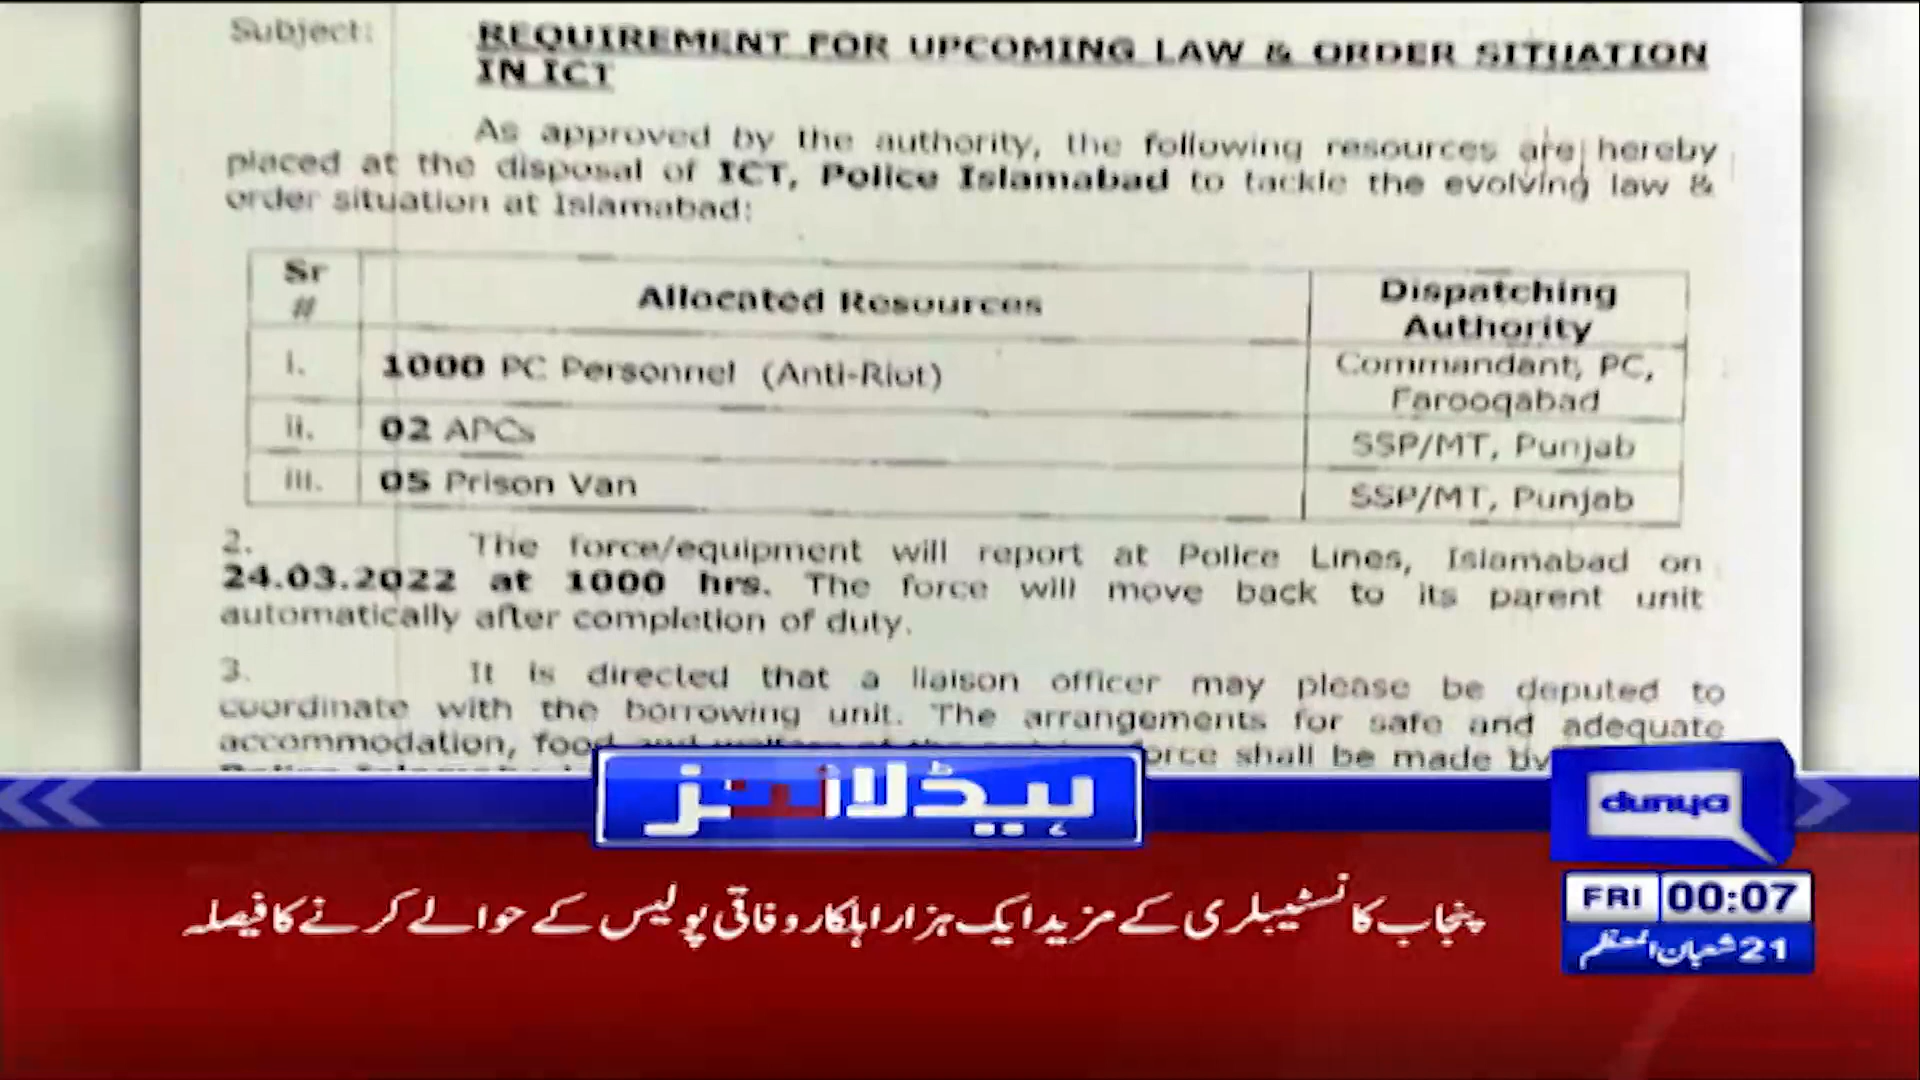 Subject: REQUIREMENT FOR UPCOMING LAW & ORDER SITUATION
IN ICT
As approved by the authority, the following resources are hereby
placed at the disposal of ICT, Police Islamabad to tackle the evolving law &
order situation at Islamabad:
Sr # Allocated Resources Dispatching Authority
i. 1000 PC Personnel (Anti-Riot) Commandant, PC, Farooqabad
ii. 02 APCs SSP/MT, Punjab
iii. 05 Prison Van SSP/MT, Punjab
2. The force/equipment will report at Police Lines, Islamabad on
24.03.2022 at 1000 hrs. The force will move back to its parent unit
automatically after completion of duty.
3. It is directed that a liaison officer may please be deputed to
coordinate with the borrowing unit. The arrangements for safe and adequate
accommodation, food force shall be made by
ہیڈلائنز
dunya
پنجاب کانسٹیبلری کے مزید ایک ہزار اہلکار وفاقی پولیس کے حوالے کرنے کا فیصلہ
FRI 00:07
21 شعبان المعظم